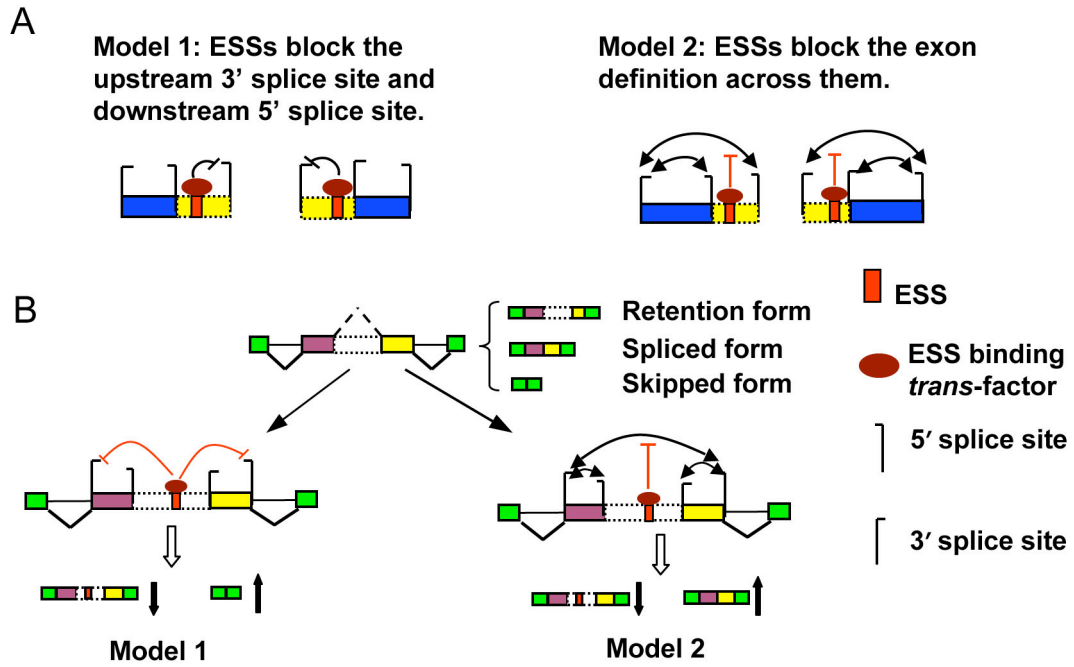 A
Model 1: ESSs block the
upstream 3’ splice site and
downstream 5’ splice site.
Model 2: ESSs block the exon
definition across them.
B
Retention form
Spliced form
Skipped form
ESS
ESS binding
trans-factor
5′ splice site
3′ splice site
Model 1
Model 2